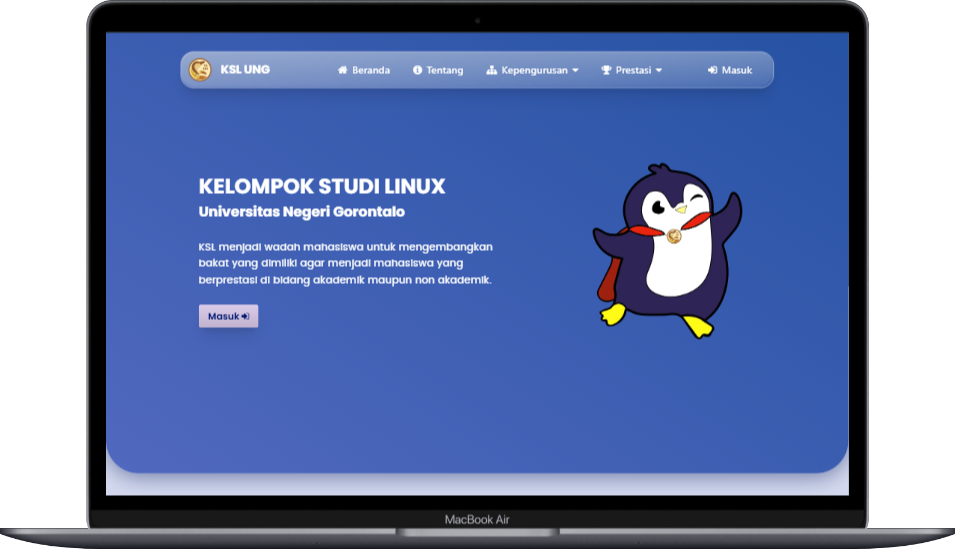 KSL UNG
Beranda
Tentang
Kepengurusan
Prestasi
Masuk
KELOMPOK STUDI LINUX
Universitas Negeri Gorontalo
KSL menjadi wadah mahasiswa untuk mengembangkan
bakat yang dimiliki agar menjadi mahasiswa yang
berprestasi di bidang akademik maupun non akademik.
Masuk
MacBook Air